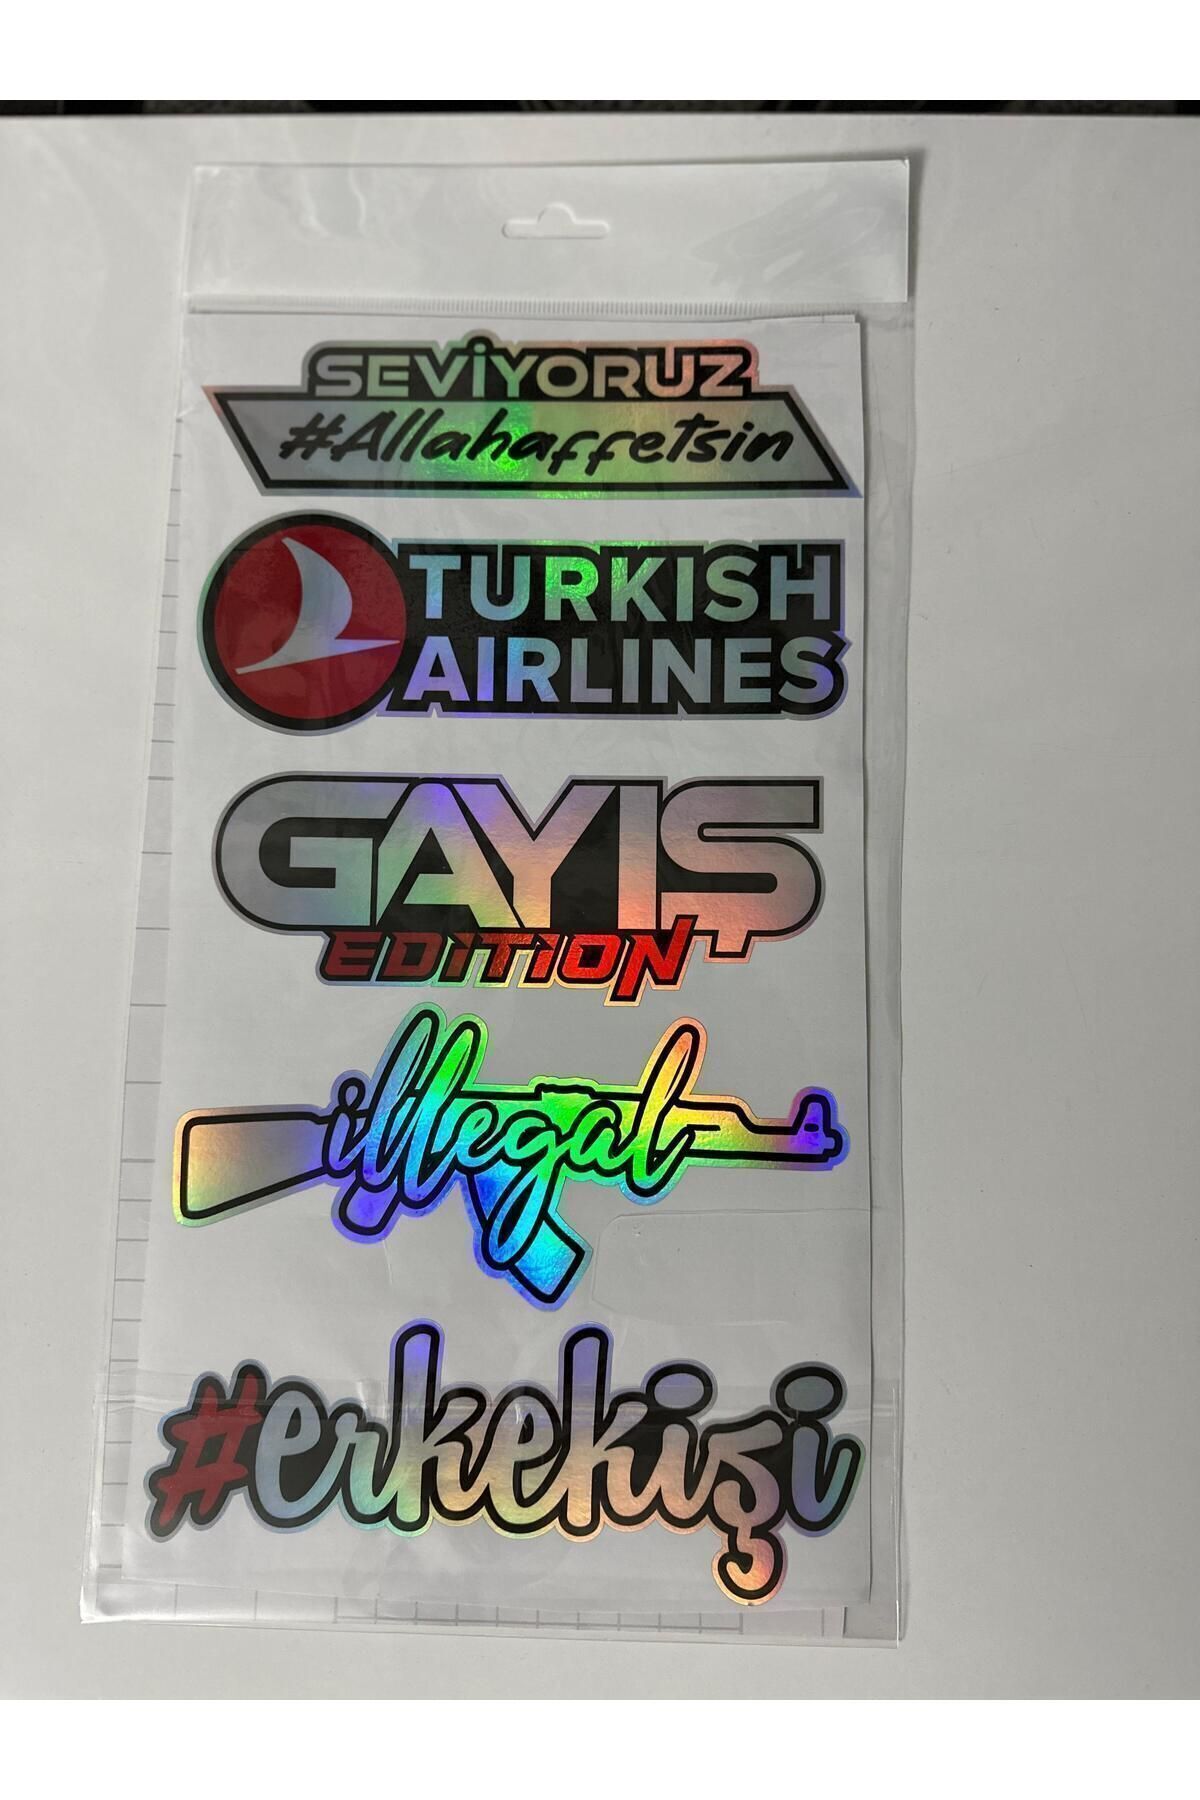 SEVİYORUZ
#Allahaffetsin
TURKISH
AIRLINES
GAYIŞ
EDITION
illegal
#erkekişi